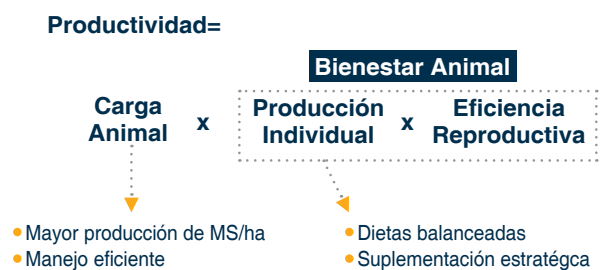 Productividad=
Bienestar Animal
Carga Animal x Producción Individual x Eficiencia Reproductiva
• Mayor producción de MS/ha
• Manejo eficiente
• Dietas balanceadas
• Suplementación estratégca